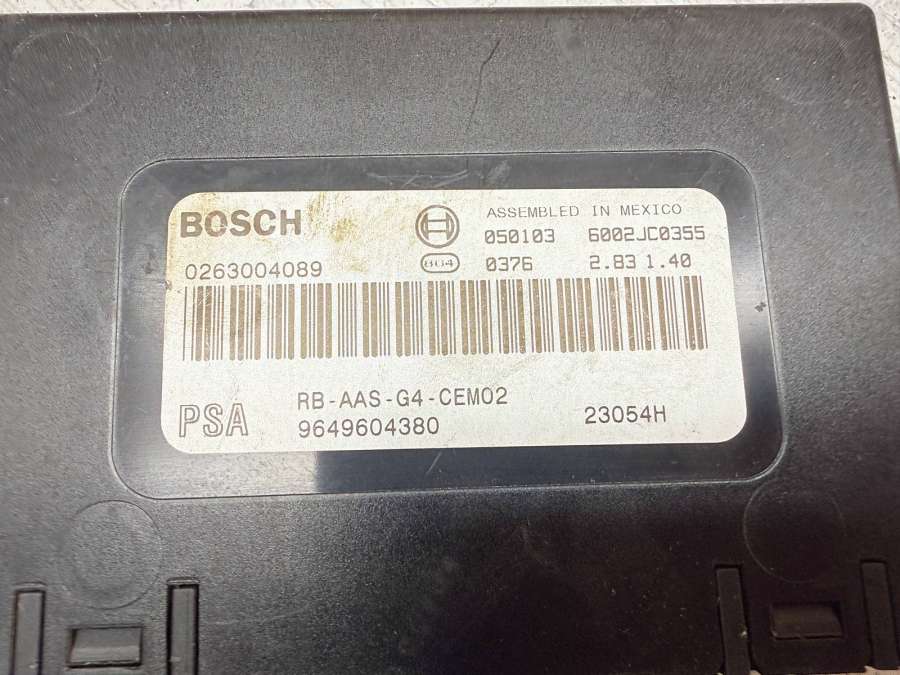 BOSCH
ASSEMBLED IN MEXICO
050103 6002JC0355
0263004089
BG4
0376 2.83 1.40
RB-AAS-G4-CEM02
PSA
9649604380
23054H